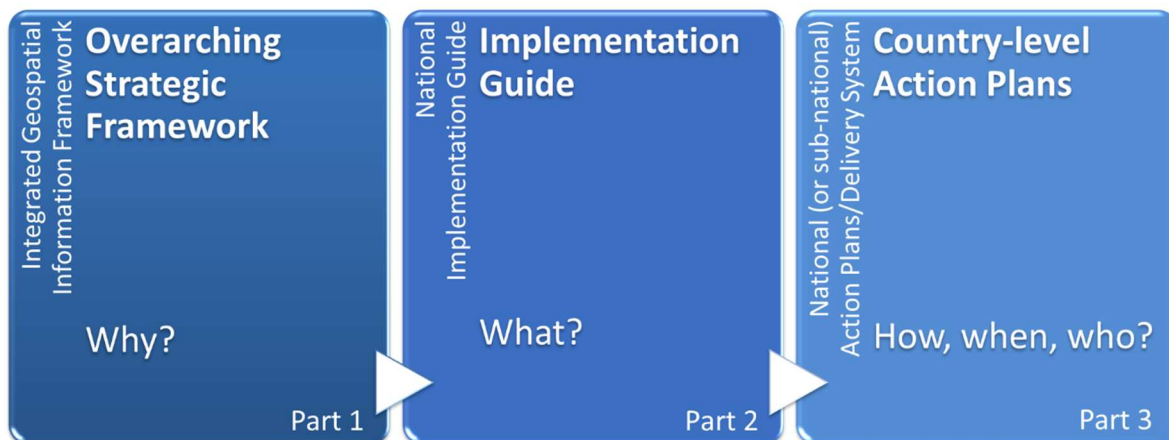 Integrated Geospatial
Information Framework
Overarching
Strategic
Framework
Why?
Part 1
National
Implementation Guide
Implementation
Guide
What?
Part 2
National (or sub-national)
Action Plans/Delivery System
Country-level
Action Plans
How, when, who?
Part 3